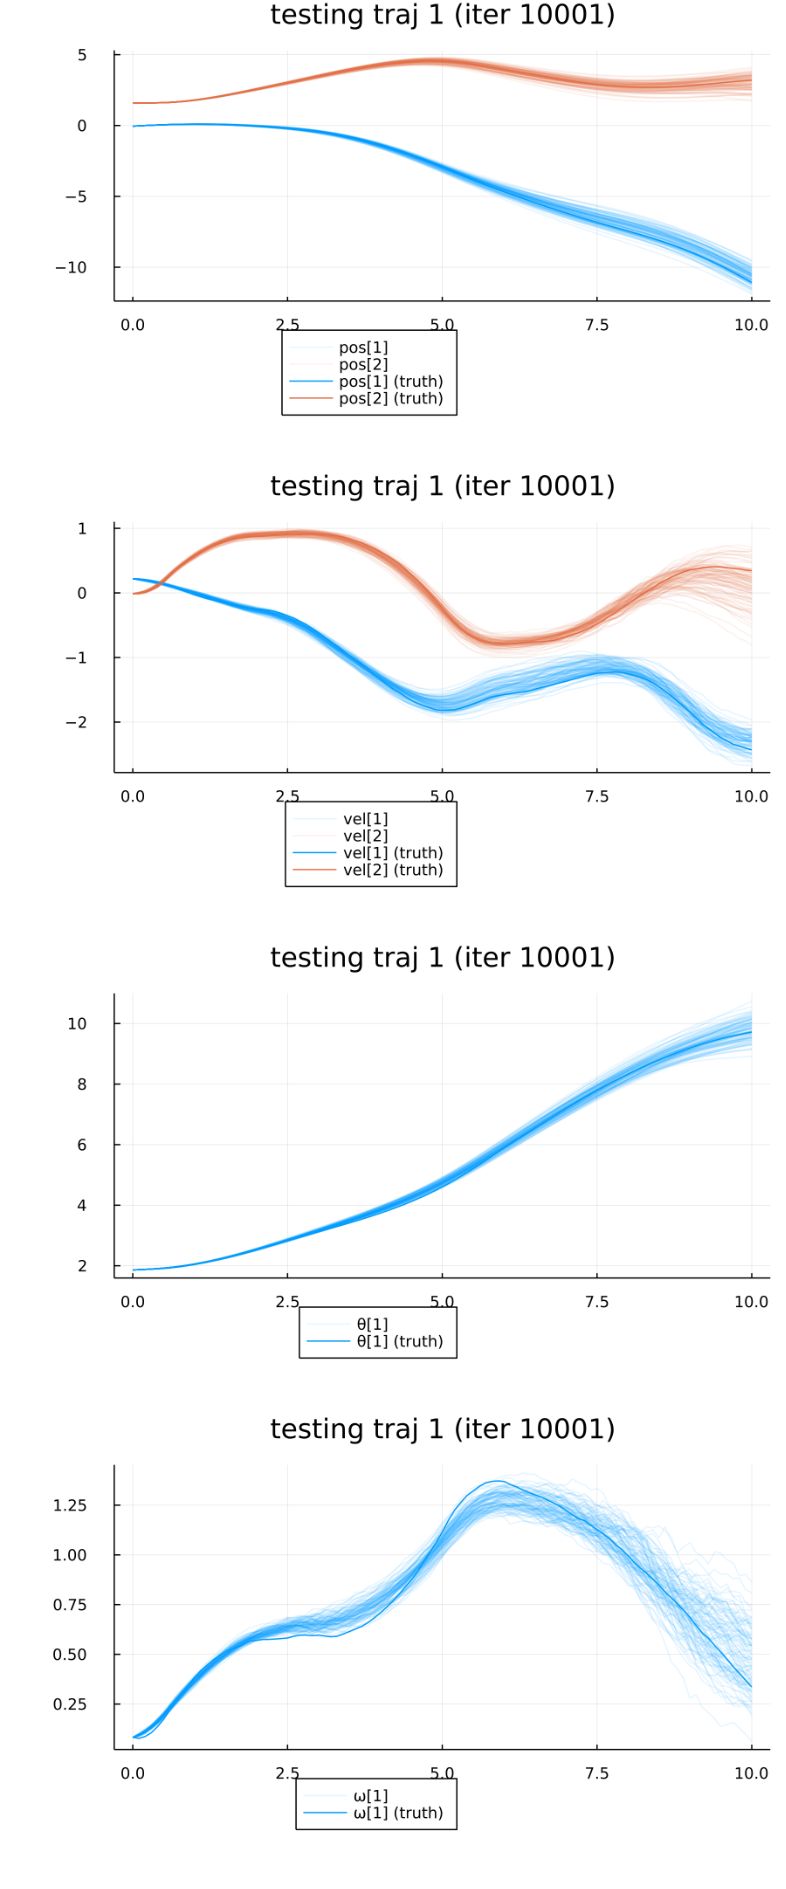 testing traj 1 (iter 10001)
5
0
−5
−10
0.0 2.5 5.0 7.5 10.0
pos[1]
pos[2]
pos[1] (truth)
pos[2] (truth)
testing traj 1 (iter 10001)
1
0
−1
−2
0.0 2.5 5.0 7.5 10.0
vel[1]
vel[2]
vel[1] (truth)
vel[2] (truth)
testing traj 1 (iter 10001)
10
8
6
4
2
0.0 2.5 5.0 7.5 10.0
θ[1]
θ[1] (truth)
testing traj 1 (iter 10001)
1.25
1.00
0.75
0.50
0.25
0.0 2.5 5.0 7.5 10.0
ω[1]
ω[1] (truth)